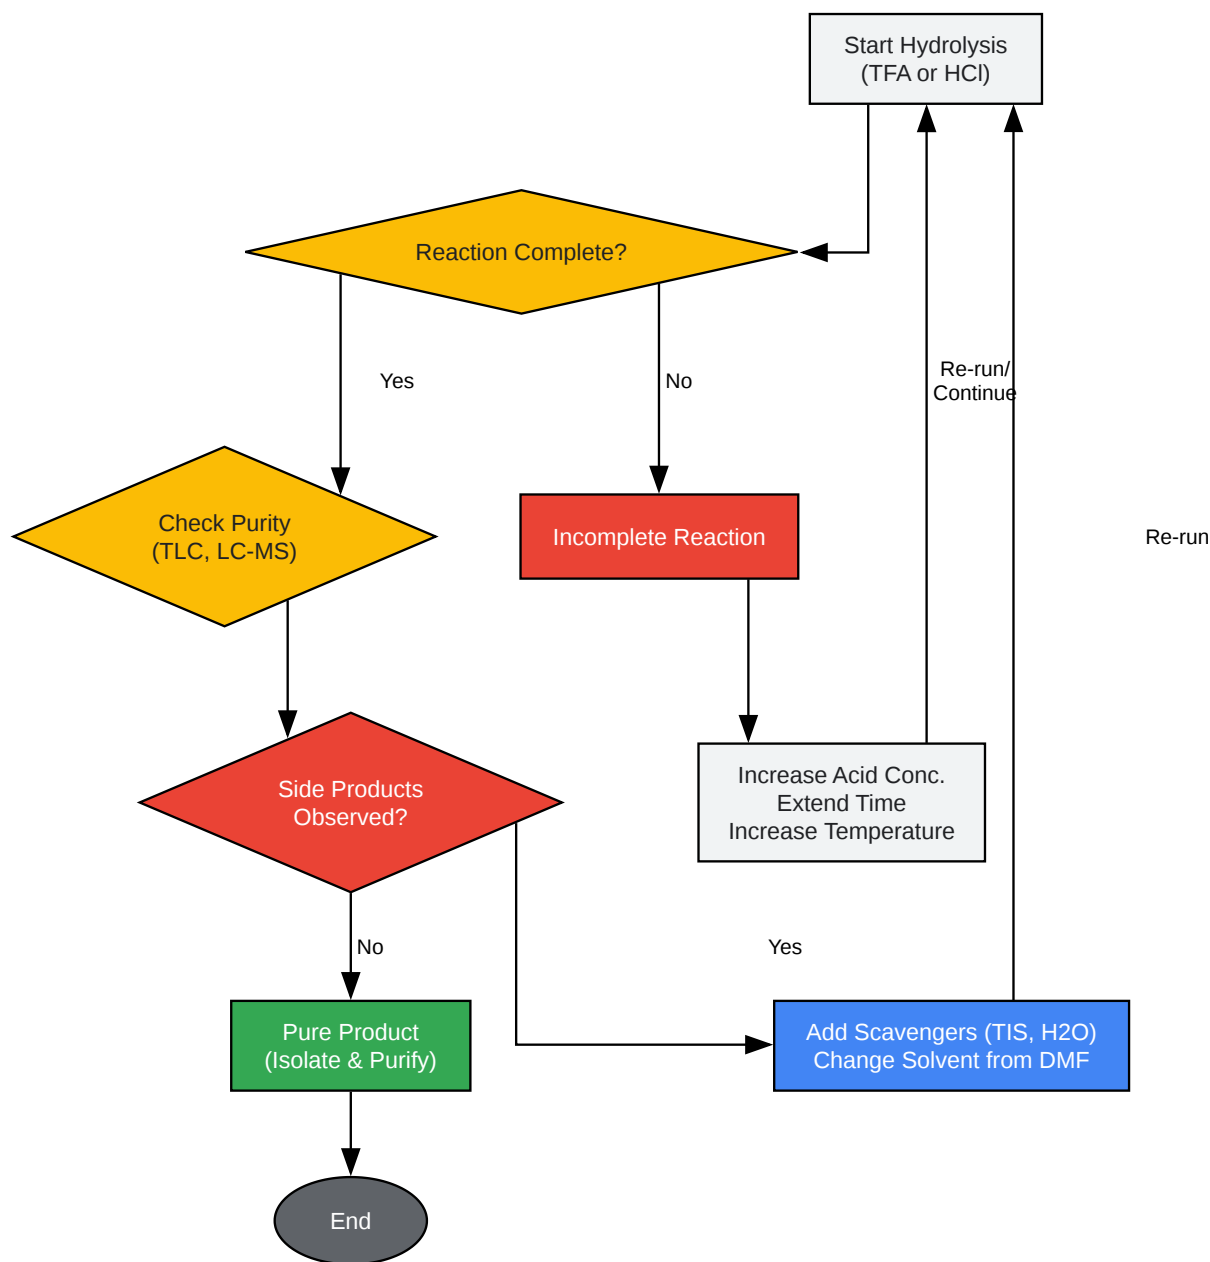 Start Hydrolysis
(TFA or HCl)
Reaction Complete?
Yes
No
Re-run/
Continue
Check Purity
(TLC, LC-MS)
Incomplete Reaction
Re-run
Side Products
Observed?
Increase Acid Conc.
Extend Time
Increase Temperature
No
Yes
Pure Product
(Isolate & Purify)
Add Scavengers (TIS, H2O)
Change Solvent from DMF
End